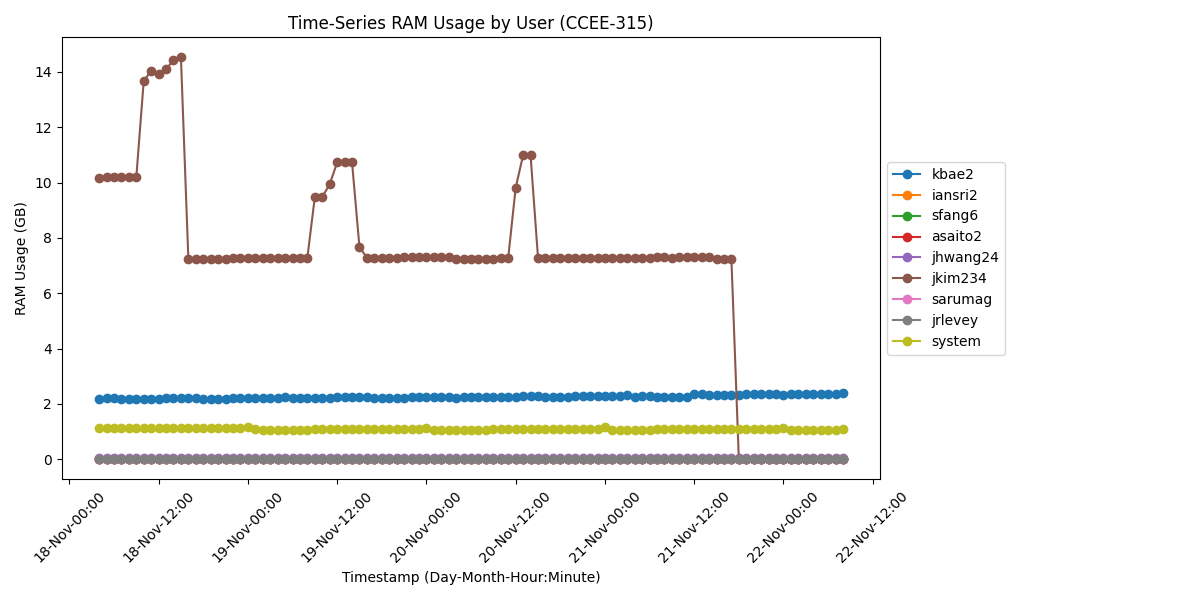 Time-Series RAM Usage by User (CCEE-315)
14
12
10
8
6
4
2
0
RAM Usage (GB)
18-Nov-00:00
18-Nov-12:00
19-Nov-00:00
19-Nov-12:00
20-Nov-00:00
20-Nov-12:00
21-Nov-00:00
21-Nov-12:00
22-Nov-00:00
22-Nov-12:00
Timestamp (Day-Month-Hour:Minute)
kbae2
iansri2
sfang6
asaito2
jhwang24
jkim234
sarumag
jrlevey
system